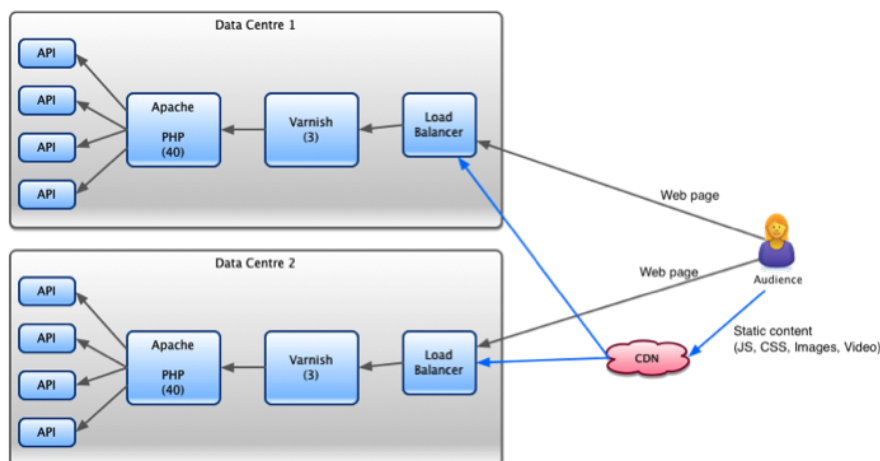 Data Centre 1
API
API
API
API
Apache
PHP
(40)
Varnish
(3)
Load
Balancer
Web page
Web page
Audience
Static content
(JS, CSS, Images, Video)
CDN
Data Centre 2
API
API
API
API
Apache
PHP
(40)
Varnish
(3)
Load
Balancer